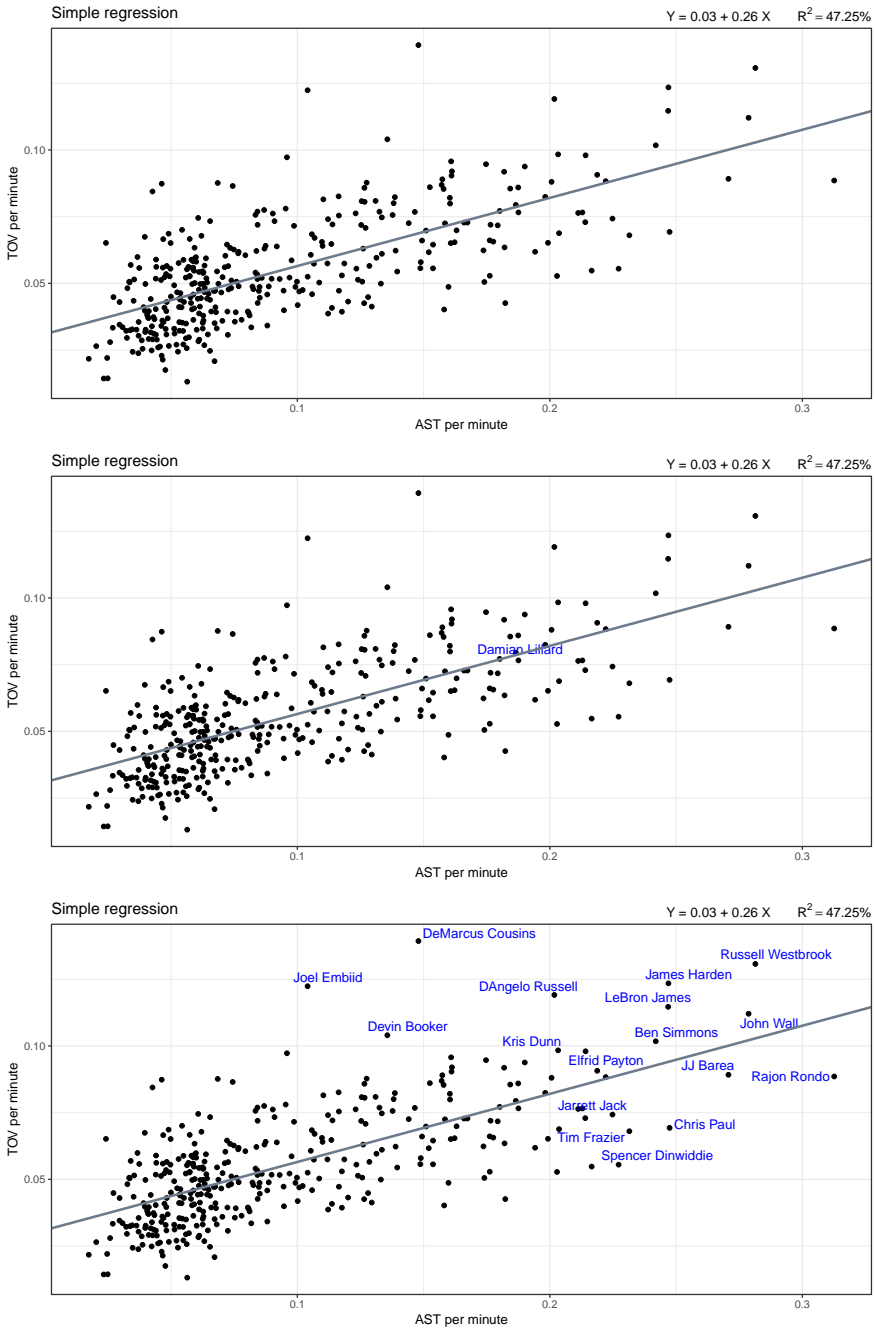 Simple regression
Y = 0.03 + 0.26 X R² = 47.25%
TOV per minute
0.10
0.05
0.1 0.2 0.3
AST per minute
Simple regression
Y = 0.03 + 0.26 X R² = 47.25%
TOV per minute
0.10
Damian Lillard
0.05
0.1 0.2 0.3
AST per minute
Simple regression
Y = 0.03 + 0.26 X R² = 47.25%
TOV per minute
DeMarcus Cousins
Russell Westbrook
Joel Embiid
James Harden
DAngelo Russell
LeBron James
Devin Booker
John Wall
Ben Simmons
Kris Dunn
0.10
Elfrid Payton
JJ Barea
Rajon Rondo
Jarrett Jack
Chris Paul
Tim Frazier
Spencer Dinwiddie
0.05
0.1 0.2 0.3
AST per minute